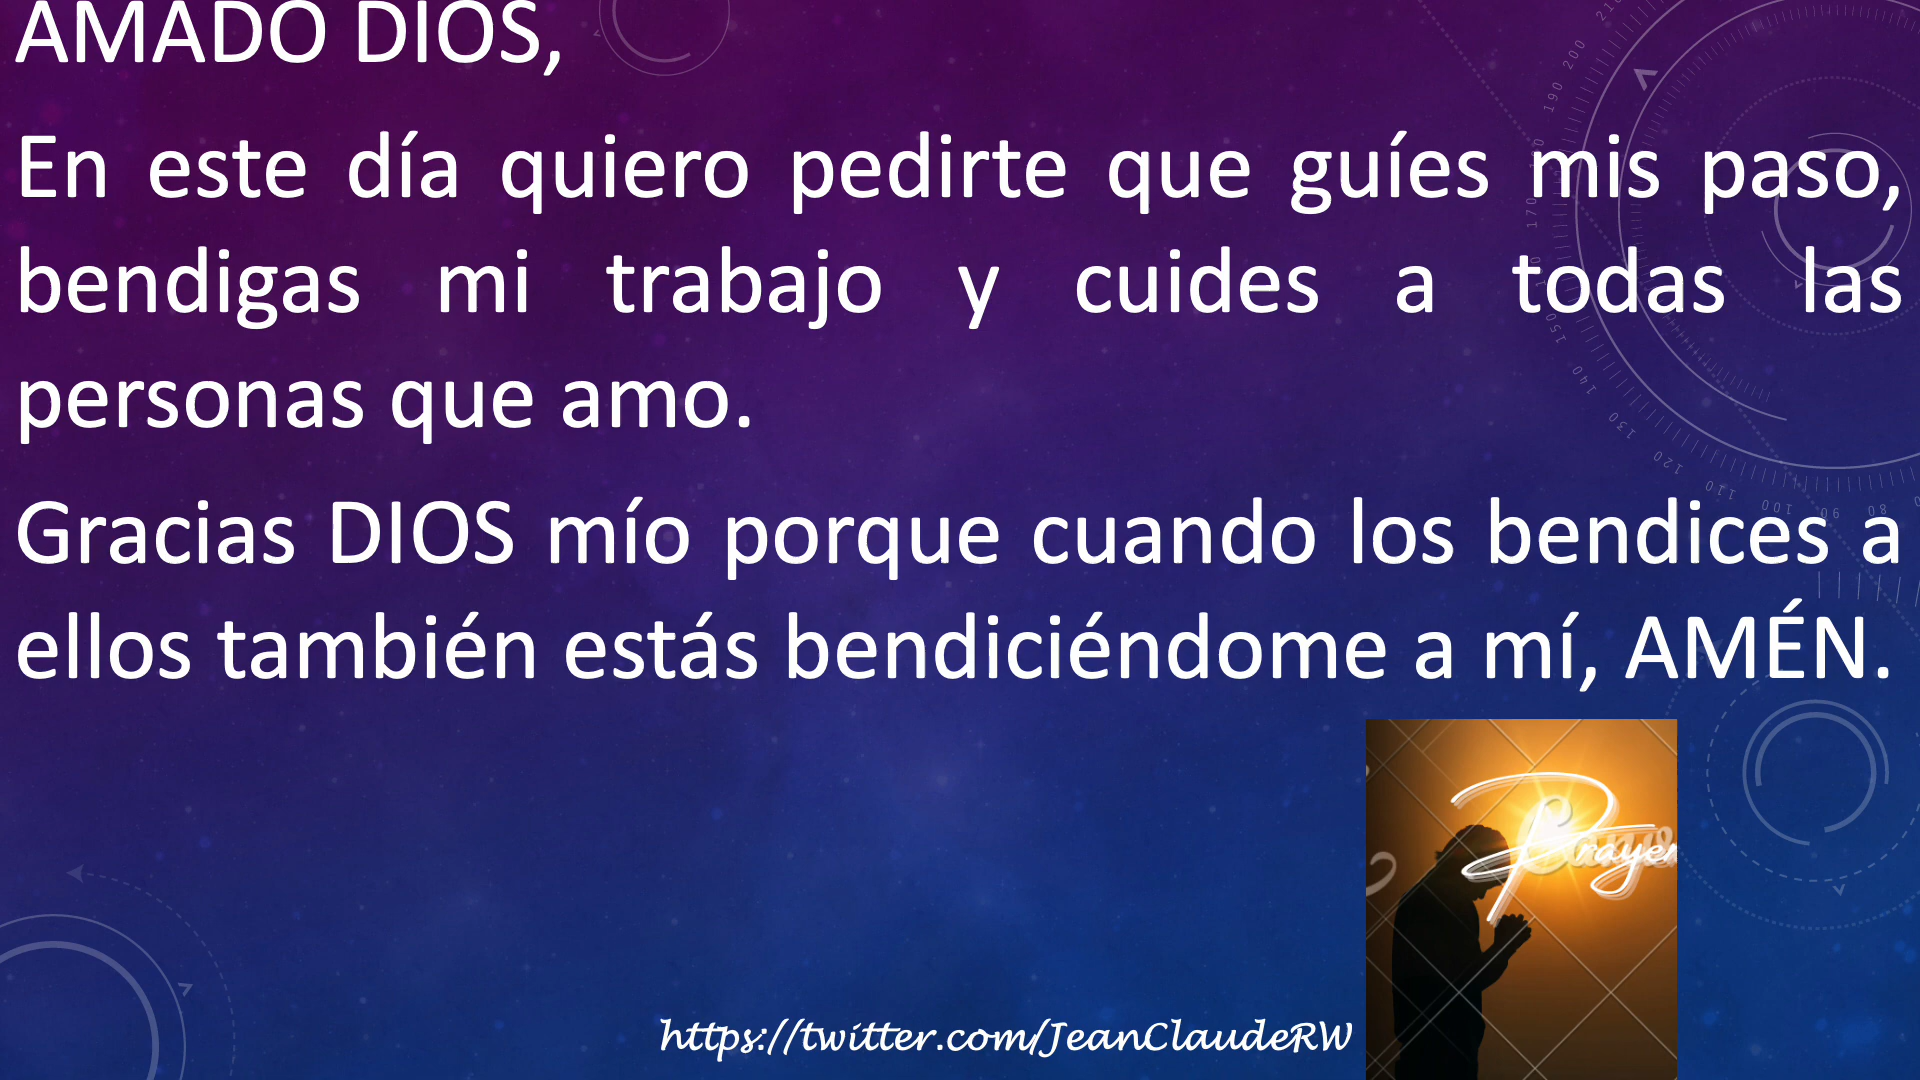 AMADO DIOS,
En este día quiero pedirte que guíes mis paso,
bendigas mi trabajo y cuides a todas las
personas que amo.
Gracias DIOS mío porque cuando los bendices a
ellos también estás bendiciéndome a mí, AMÉN.
Prayer
https://twitter.com/JeanClaudeRW